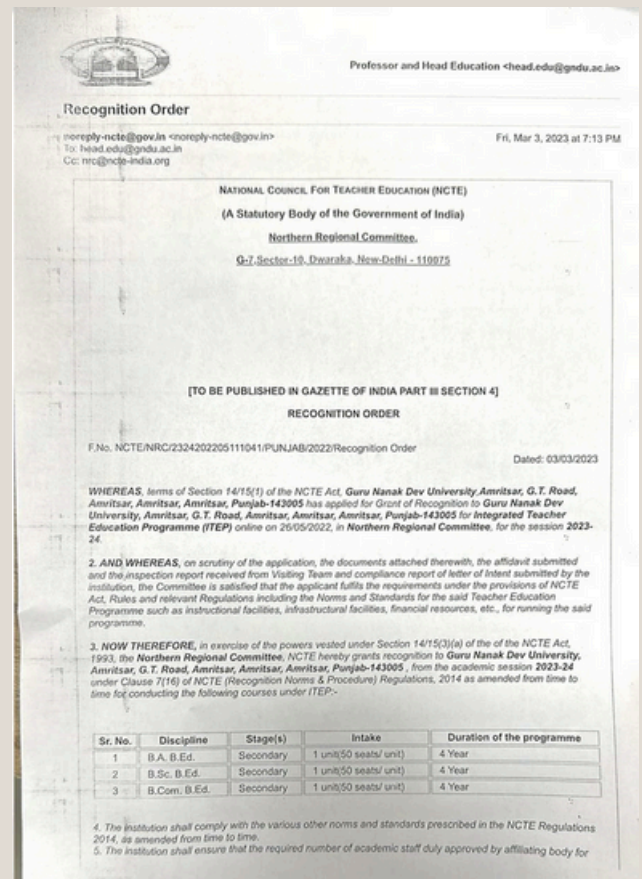 Professor and Head Education <head.edu@gndu.ac.in>
Recognition Order
noreply-ncte@gov.in <noreply-ncte@gov.in>
Fri, Mar 3, 2023 at 7:13 PM
To: head.edu@gndu.ac.in
Cc: nrc@ncte-india.org
NATIONAL COUNCIL FOR TEACHER EDUCATION (NCTE)
(A Statutory Body of the Government of India)
Northern Regional Committee,
G-7,Sector-10, Dwaraka, New-Delhi - 110075
[TO BE PUBLISHED IN GAZETTE OF INDIA PART III SECTION 4]
RECOGNITION ORDER
F.No. NCTE/NRC/2324202205111041/PUNJAB/2022/Recognition Order
Dated: 03/03/2023
WHEREAS, terms of Section 14/15(1) of the NCTE Act, Guru Nanak Dev University,Amritsar, G.T. Road,
Amritsar, Amritsar, Amritsar, Punjab-143005 has applied for Grant of Recognition to Guru Nanak Dev
University, Amritsar, G.T. Road, Amritsar, Amritsar, Amritsar, Punjab-143005 for Integrated Teacher
Education Programme (ITEP) online on 26/05/2022, in Northern Regional Committee, for the session 2023-
24.
2. AND WHEREAS, on scrutiny of the application, the documents attached therewith, the affidavit submitted
and the inspection report received from Visiting Team and compliance report of letter of Intent submitted by the
institution, the Committee is satisfied that the applicant fulfils the requirements under the provisions of NCTE
Act, Rules and relevant Regulations including the Norms and Standards for the said Teacher Education
Programme such as instructional facilities, infrastructural facilities, financial resources, etc., for running the said
programme.
3. NOW THEREFORE, in exercise of the powers vested under Section 14/15(3)(a) of the of the NCTE Act,
1993, the Northern Regional Committee, NCTE hereby grants recognition to Guru Nanak Dev University,
Amritsar, G.T. Road, Amritsar, Amritsar, Amritsar, Punjab-143005 , from the academic session 2023-24
under Clause 7(16) of NCTE (Recognition Norms & Procedure) Regulations, 2014 as amended from time to
time for conducting the following courses under ITEP:-
Sr. No. Discipline Stage(s) Intake Duration of the programme
1 B.A. B.Ed. Secondary 1 unit(50 seats/ unit) 4 Year
2 B.Sc. B.Ed. Secondary 1 unit(50 seats/ unit) 4 Year
3 B.Com. B.Ed. Secondary 1 unit(50 seats/ unit) 4 Year
4. The institution shall comply with the various other norms and standards prescribed in the NCTE Regulations
2014, as amended from time to time.
5. The institution shall ensure that the required number of academic staff duly approved by affiliating body for